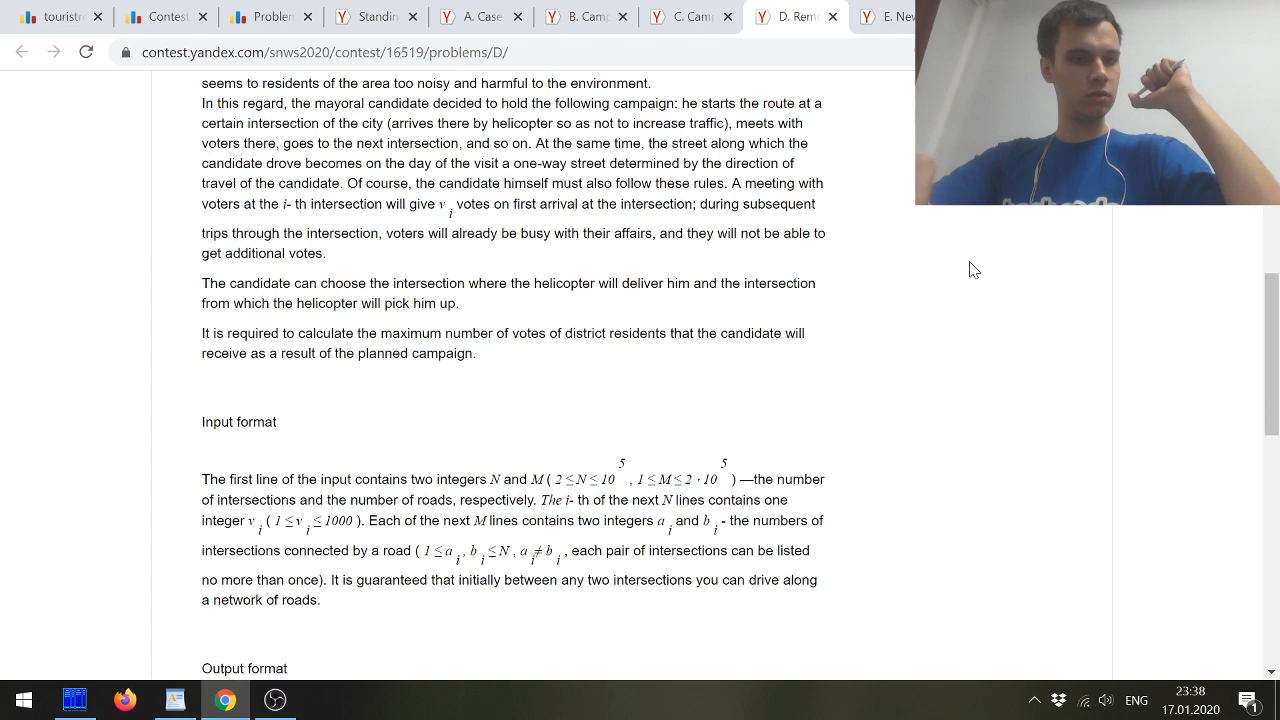 touristr
Contest
Problem
Standin
A. Case
B. Camp
C. Camp
D. Remo
E. New
contest.yandex.com/snws2020/contest/16519/problems/D/
seems to residents of the area too noisy and harmful to the environment.
In this regard, the mayoral candidate decided to hold the following campaign: he starts the route at a
certain intersection of the city (arrives there by helicopter so as not to increase traffic), meets with
voters there, goes to the next intersection, and so on. At the same time, the street along which the
candidate drove becomes on the day of the visit a one-way street determined by the direction of
travel of the candidate. Of course, the candidate himself must also follow these rules. A meeting with
voters at the i- th intersection will give v i votes on first arrival at the intersection; during subsequent
trips through the intersection, voters will already be busy with their affairs, and they will not be able to
get additional votes.
The candidate can choose the intersection where the helicopter will deliver him and the intersection
from which the helicopter will pick him up.
It is required to calculate the maximum number of votes of district residents that the candidate will
receive as a result of the planned campaign.
Input format
The first line of the input contains two integers N and M ( 2 ≤ N ≤ 10 5 , 1 ≤ M ≤ 2 · 10 5 ) —the number
of intersections and the number of roads, respectively. The i- th of the next N lines contains one
integer v i ( 1 ≤ v i ≤ 1000 ). Each of the next M lines contains two integers a i and b i - the numbers of
intersections connected by a road ( 1 ≤ a i , b i ≤ N , a i ≠ b i , each pair of intersections can be listed
no more than once). It is guaranteed that initially between any two intersections you can drive along
a network of roads.
Output format
ENG
23:38
17.01.2020
1